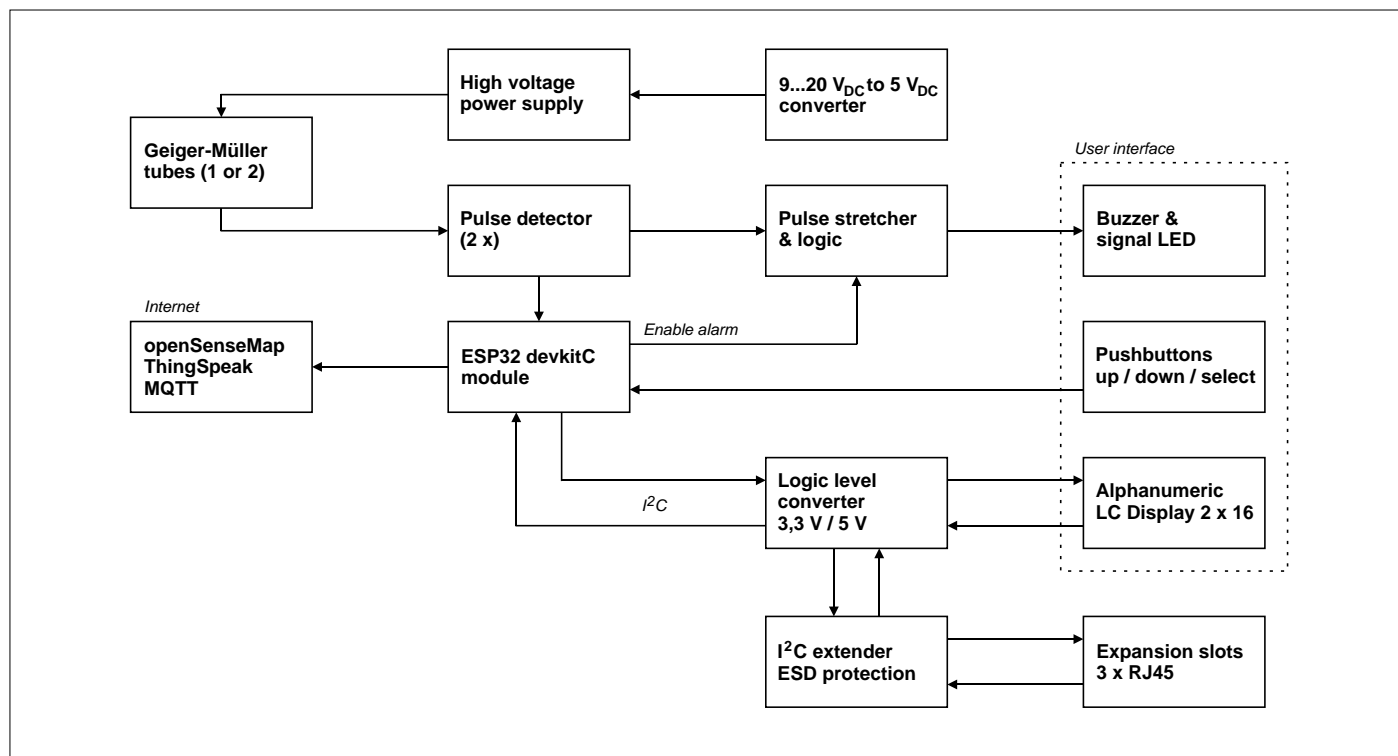 High voltage
power supply
9...20 VDC to 5 VDC
converter
Geiger-Müller
tubes (1 or 2)
User interface
Pulse detector
(2 x)
Pulse stretcher
& logic
Buzzer &
signal LED
Internet
openSenseMap
ThingSpeak
MQTT
ESP32 devkitC
module
Enable alarm
Pushbuttons
up / down / select
I²C
Logic level
converter
3,3 V / 5 V
Alphanumeric
LC Display 2 x 16
I²C extender
ESD protection
Expansion slots
3 x RJ45